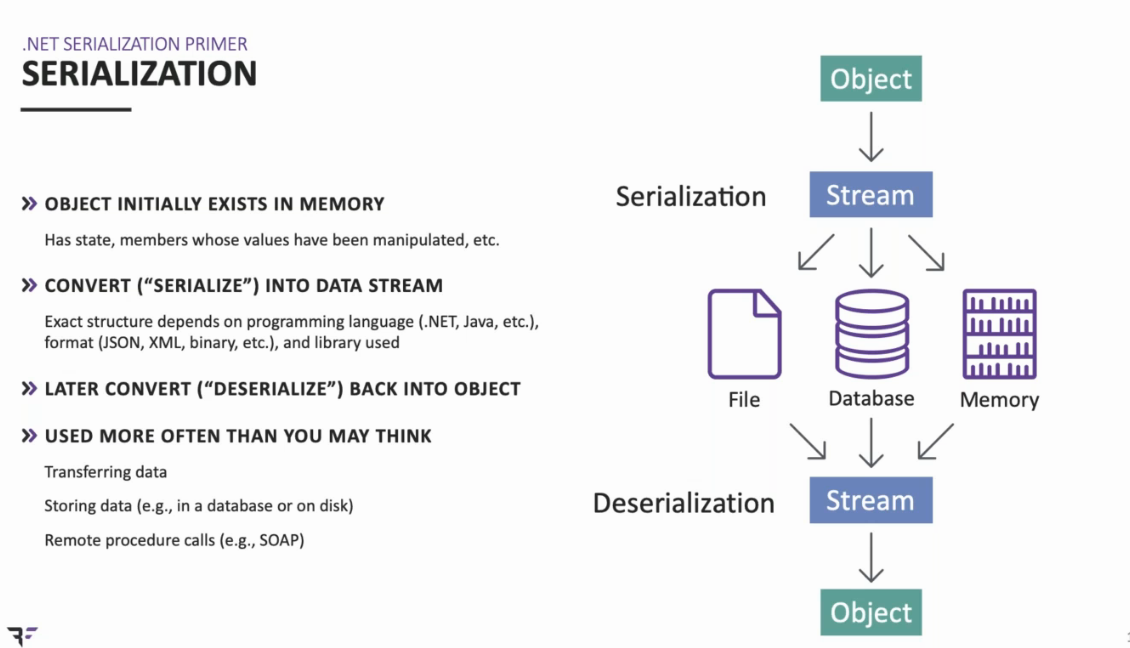 .NET SERIALIZATION PRIMER
SERIALIZATION
OBJECT INITIALLY EXISTS IN MEMORY
Has state, members whose values have been manipulated, etc.
CONVERT (“SERIALIZE”) INTO DATA STREAM
Exact structure depends on programming language (.NET, Java, etc.),
format (JSON, XML, binary, etc.), and library used
LATER CONVERT (“DESERIALIZE”) BACK INTO OBJECT
USED MORE OFTEN THAN YOU MAY THINK
Transferring data
Storing data (e.g., in a database or on disk)
Remote procedure calls (e.g., SOAP)
Object
Serialization
Stream
File
Database
Memory
Deserialization
Stream
Object